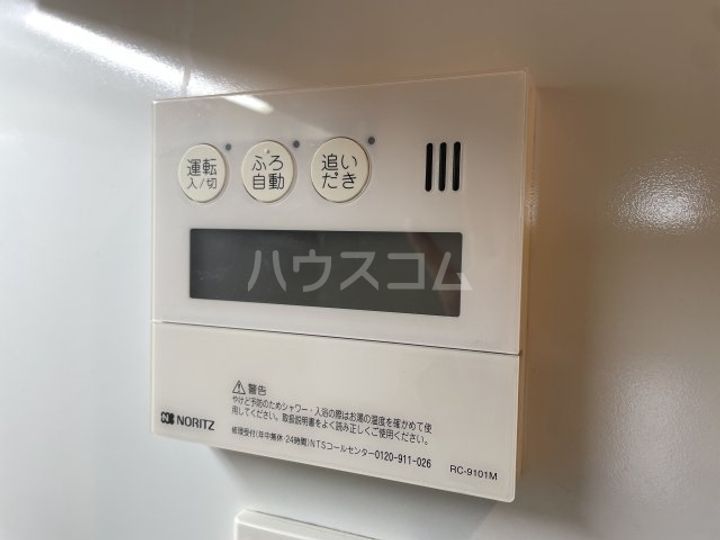 運転
入/切
ふろ
自動
追い
だき
ハウスコム
警告
やけど予防のためシャワー・入浴の際はお湯の温度を確かめて使
用してください。取扱説明書をよく読み正しくご使用ください。
NORITZ
修理受付(年中無休・24時間)NTSコールセンター0120-911-026
RC-9101M